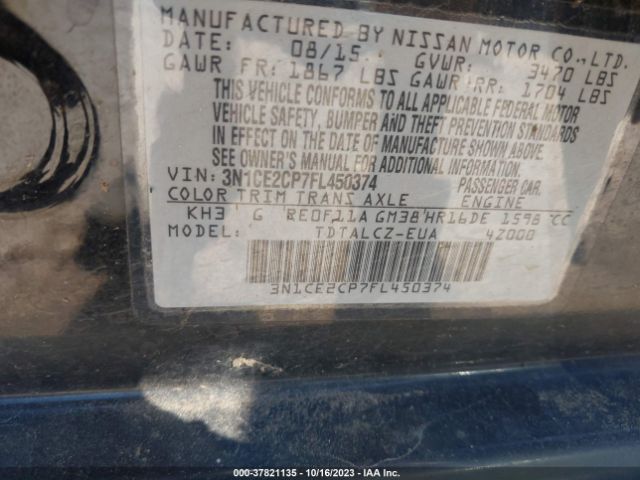 MANUFACTURED BY NISSAN MOTOR CO.,LTD.
DATE: 08/15 GVWR: 3470 LBS
GAWR FR: 1867 LBS GAWR RR: 1704 LBS
THIS VEHICLE CONFORMS TO ALL APPLICABLE FEDERAL MOTOR
VEHICLE SAFETY, BUMPER AND THEFT PREVENTION STANDARDS
IN EFFECT ON THE DATE OF MANUFACTURE SHOWN ABOVE.
SEE OWNER'S MANUAL FOR ADDITIONAL INFORMATION.
VIN: 3N1CE2CP7FL450374 PASSENGER CAR
COLOR TRIM TRANS AXLE ENGINE
KH3 G RE0F11A GM38 HR16DE 1598 CC
MODEL: TDTALCZ-EUA 4Z000
3N1CE2CP7FL450374
000-37821135 - 10/16/2023 - IAA Inc.